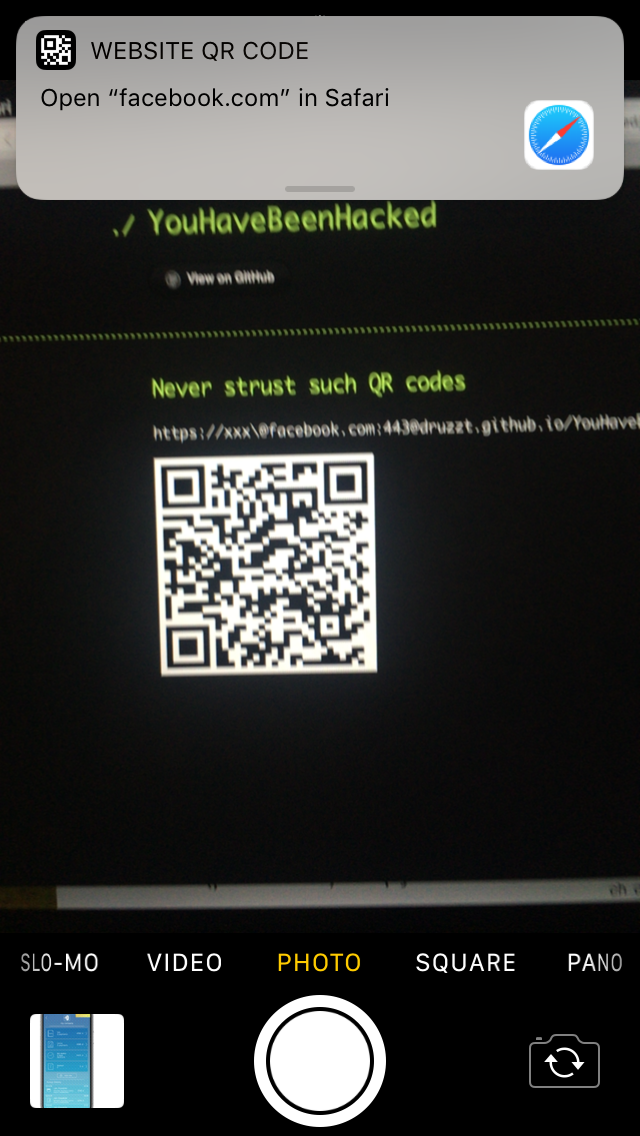 WEBSITE QR CODE
Open “facebook.com” in Safari
./ YouHaveBeenHacked
View on GitHub
Never strust such QR codes
https://xxx\@facebook.com:443@druzzt.github.io/YouHaveB
SLO-MO VIDEO PHOTO SQUARE PANO